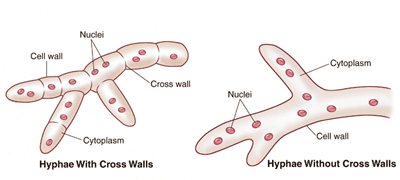 Nuclei
Cell wall
Cross wall
Cytoplasm
Hyphae With Cross Walls
Cytoplasm
Nuclei
Cell wall
Hyphae Without Cross Walls